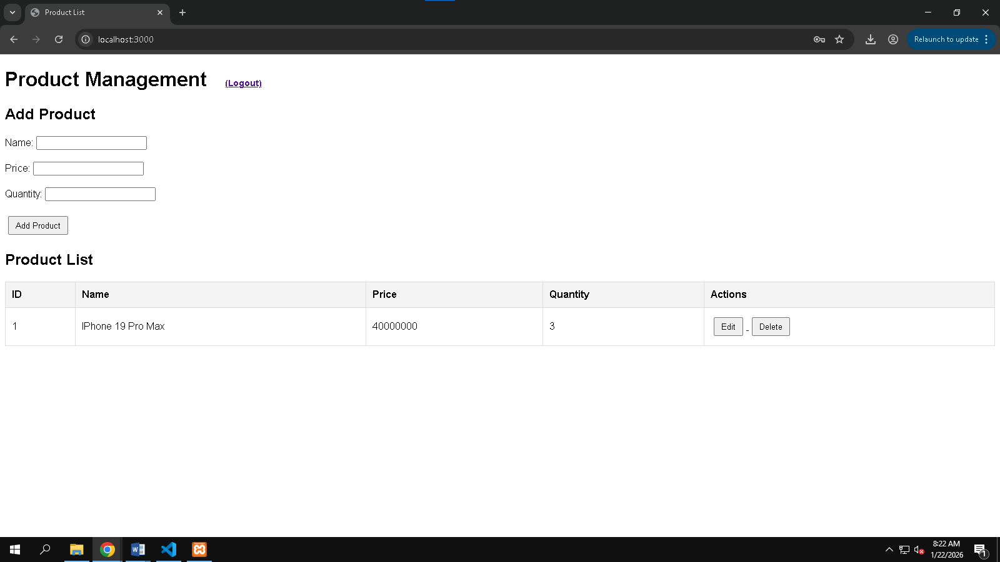 Product List
localhost:3000
Relaunch to update
Product Management (Logout)
Add Product
Name:
Price:
Quantity:
Add Product
Product List
ID Name Price Quantity Actions
1 IPhone 19 Pro Max 40000000 3 Edit - Delete
8:22 AM
1/22/2026
1